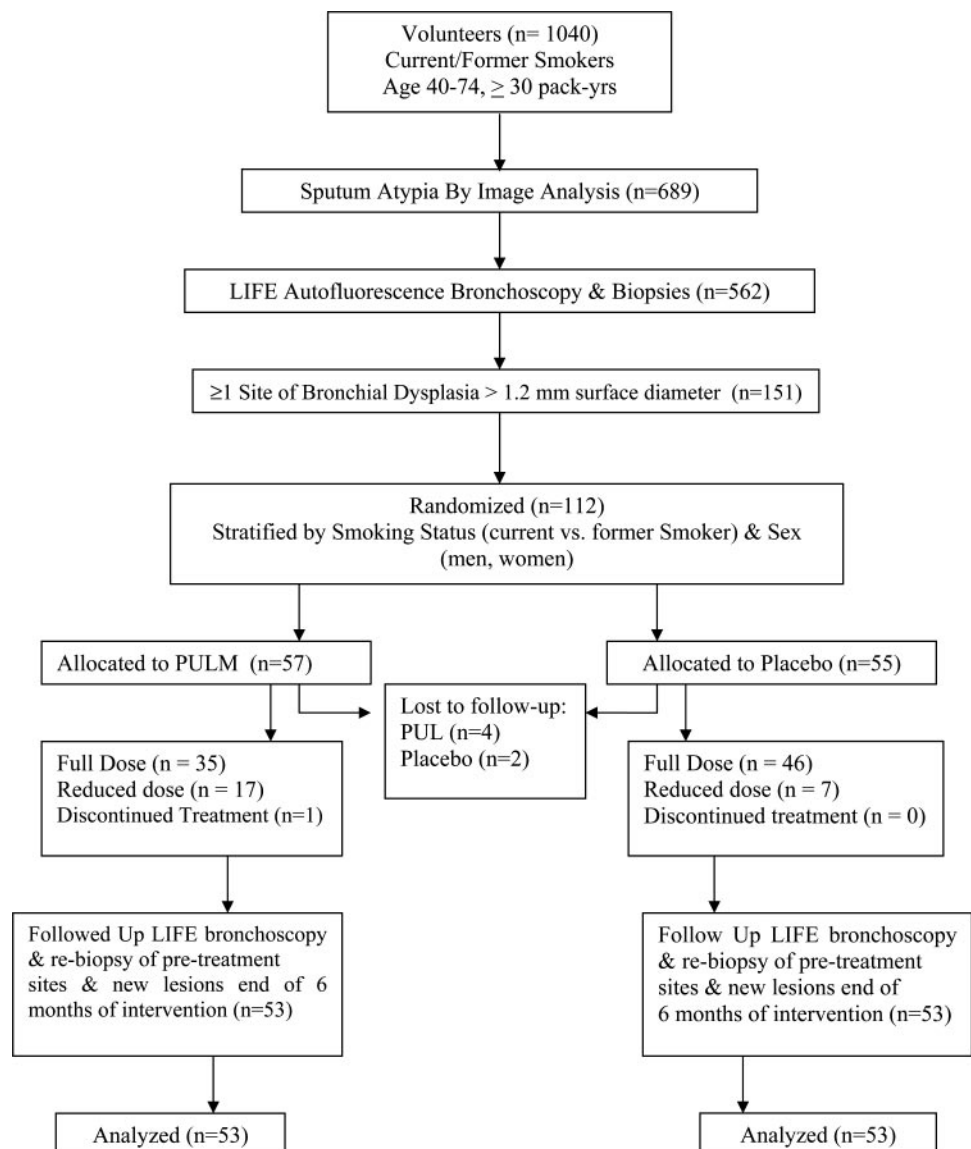 Volunteers (n= 1040)
Current/Former Smokers
Age 40-74, ≥ 30 pack-yrs
Sputum Atypia By Image Analysis (n=689)
LIFE Autofluorescence Bronchoscopy & Biopsies (n=562)
≥1 Site of Bronchial Dysplasia > 1.2 mm surface diameter (n=151)
Randomized (n=112)
Stratified by Smoking Status (current vs. former Smoker) & Sex
(men, women)
Allocated to PULM (n=57)
Allocated to Placebo (n=55)
Lost to follow-up:
PUL (n=4)
Placebo (n=2)
Full Dose (n = 35)
Reduced dose (n = 17)
Discontinued Treatment (n=1)
Full Dose (n = 46)
Reduced dose (n = 7)
Discontinued treatment (n = 0)
Followed Up LIFE bronchoscopy
& re-biopsy of pre-treatment
sites & new lesions end of 6
months of intervention (n=53)
Follow Up LIFE bronchoscopy
& re-biopsy of pre-treatment
sites & new lesions end of
6 months of intervention (n=53)
Analyzed (n=53)
Analyzed (n=53)